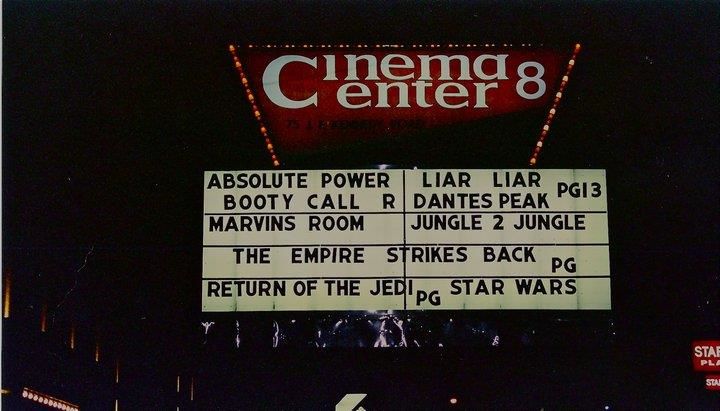 Cinema
Center 8
ABSOLUTE POWER
BOOTY CALL R
LIAR LIAR
DANTES PEAK PG13
MARVINS ROOM
JUNGLE 2 JUNGLE
THE EMPIRE STRIKES BACK PG
RETURN OF THE JEDI PG STAR WARS